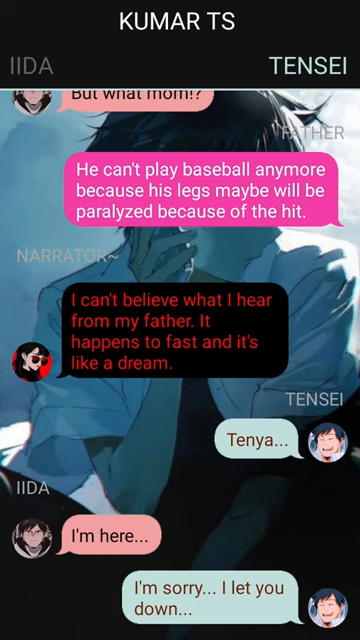 KUMAR TS
IIDA
TENSEI
But what mom!?
FATHER
He can't play baseball anymore
because his legs maybe will be
paralyzed because of the hit.
NARRATOR~
I can't believe what I hear
from my father. It
happens to fast and it's
like a dream.
TENSEI
Tenya...
IIDA
I'm here...
I'm sorry... I let you
down...